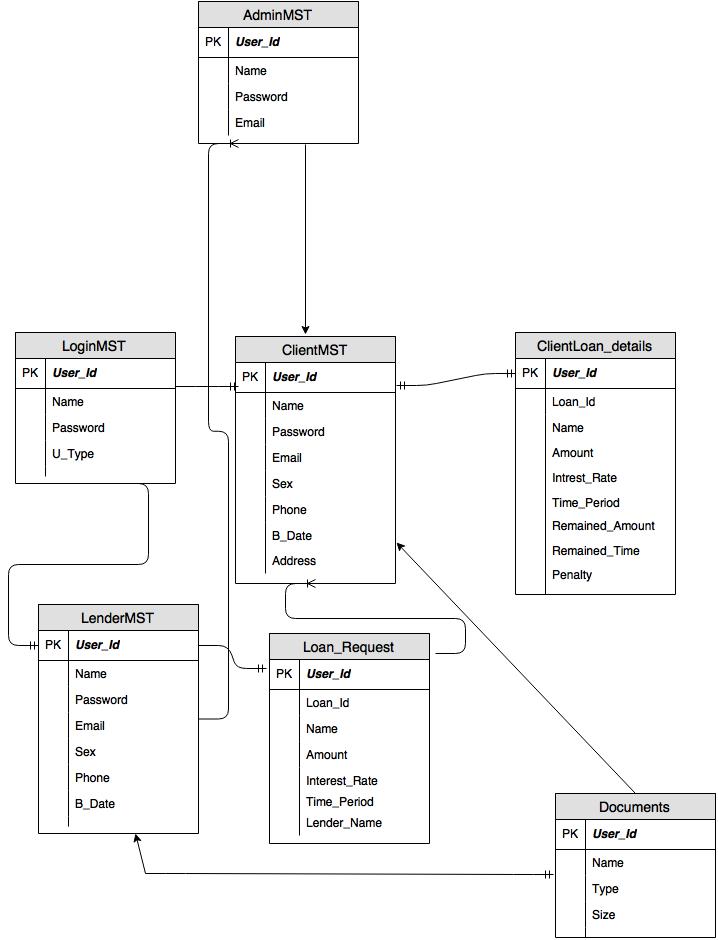 AdminMST
PK User_Id
Name
Password
Email
LoginMST
PK User_Id
Name
Password
U_Type
ClientMST
PK User_Id
Name
Password
Email
Sex
Phone
B_Date
Address
ClientLoan_details
PK User_Id
Loan_Id
Name
Amount
Intrest_Rate
Time_Period
Remained_Amount
Remained_Time
Penalty
LenderMST
PK User_Id
Name
Password
Email
Sex
Phone
B_Date
Loan_Request
PK User_Id
Loan_Id
Name
Amount
Interest_Rate
Time_Period
Lender_Name
Documents
PK User_Id
Name
Type
Size